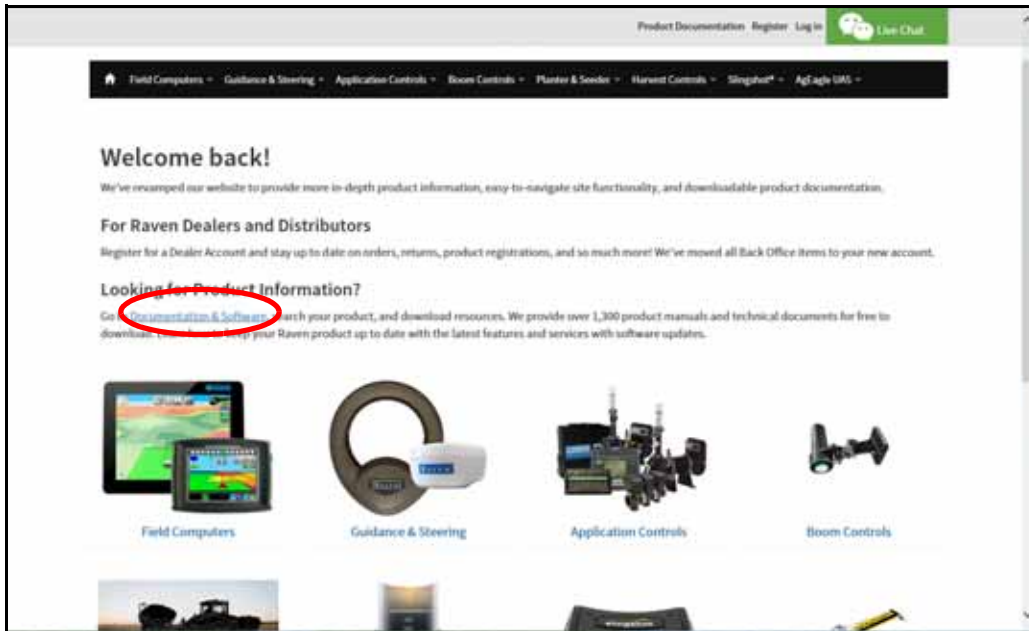 Product Documentation Register Log in Live Chat
Field Computers Guidance & Steering Application Controls Boom Controls Planter & Seeder Harvest Controls Slingshot® AgEagle UAS
Welcome back!
We've revamped our website to provide more in-depth product information, easy-to-navigate site functionality, and downloadable product documentation.
For Raven Dealers and Distributors
Register for a Dealer Account and stay up to date on orders, returns, product registrations, and so much more! We've moved all Back Office items to your new account.
Looking for Product Information?
Go Documentation & Software, search your product, and download resources. We provide over 1,300 product manuals and technical documents for free to
download. your Raven product up to date with the latest features and services with software updates.
RAVEN
Field Computers Guidance & Steering Application Controls Boom Controls
Slingshot